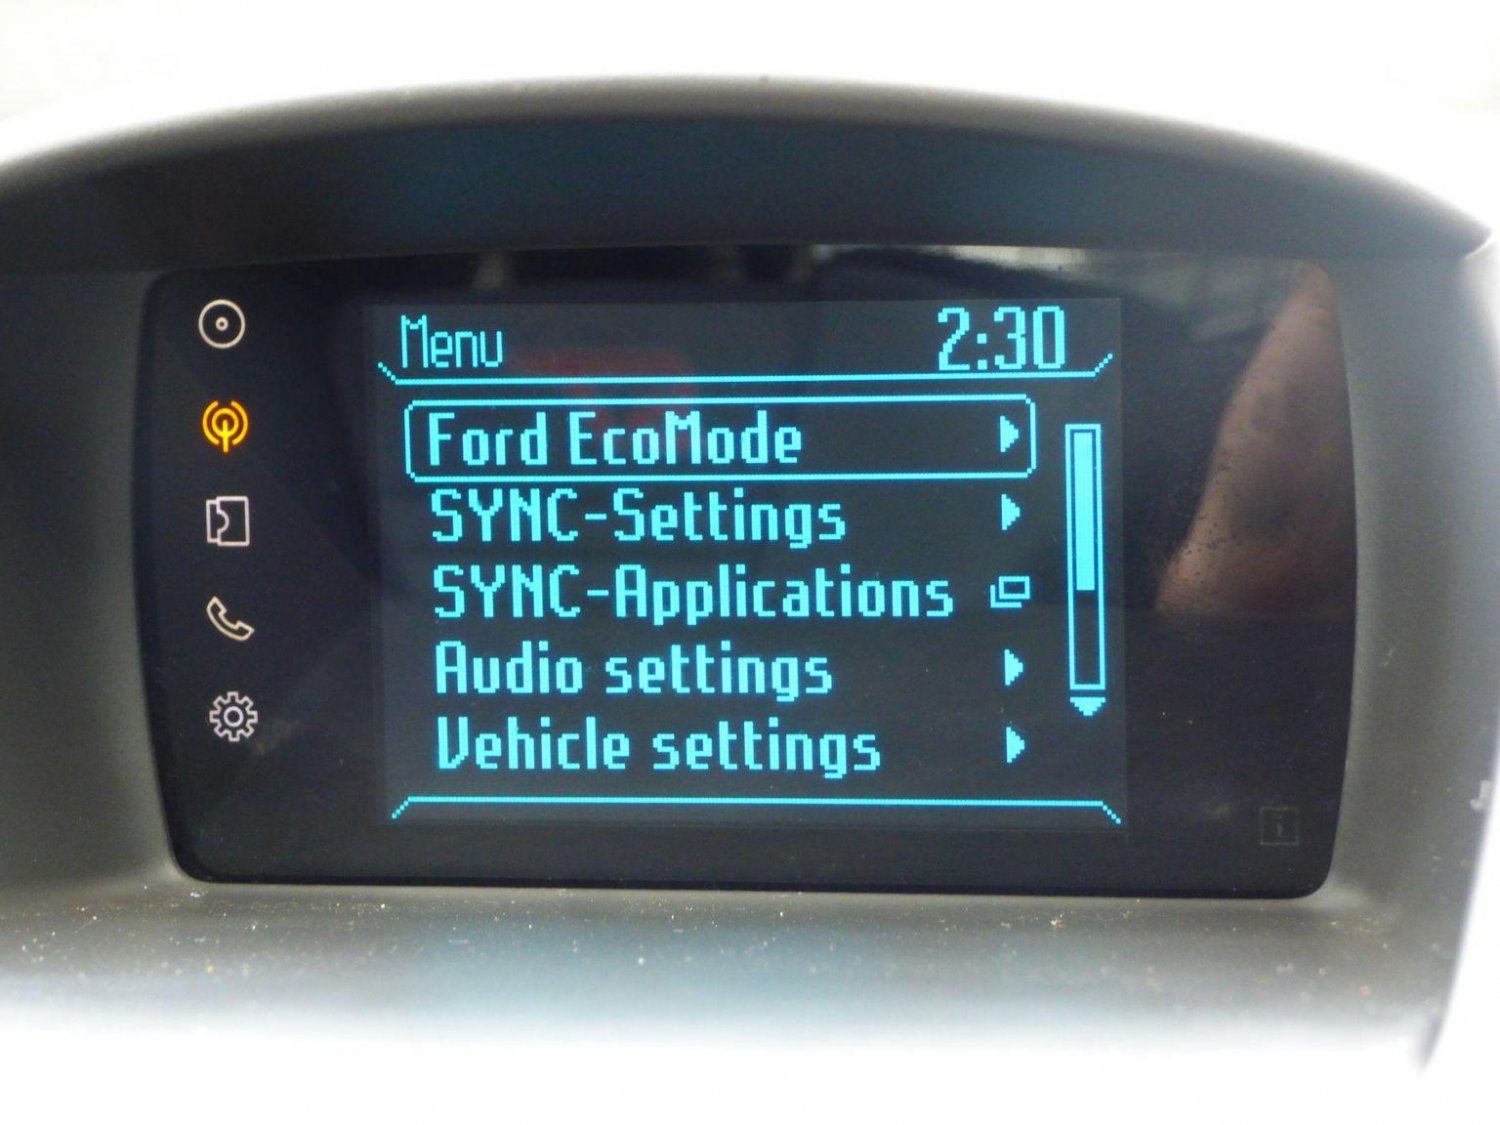 Menu 2:30
Ford EcoMode
SYNC-Settings
SYNC-Applications
Audio settings
Vehicle settings
i